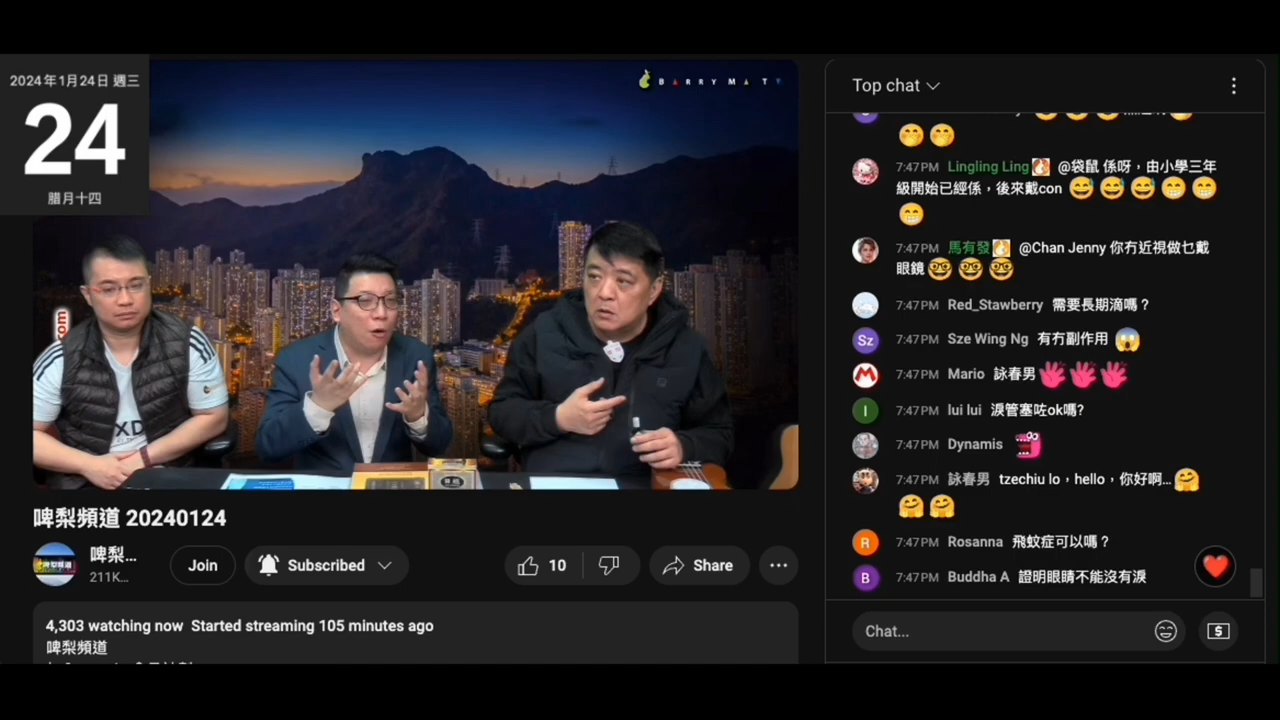 2024年1月24日 週三
24
腊月十四
BARRY MA TV
.com
XD
啤梨頻道 20240124
啤梨...
211K...
Join
Subscribed
10
Share
4,303 watching now Started streaming 105 minutes ago
啤梨頻道
Top chat
7:47PM Lingling Ling @袋鼠 係呀，由小學三年
級開始已經係，後來戴con 😅😅😅😁😁
😁
7:47PM 馬有發 @Chan Jenny 你冇近視做乜戴
眼鏡🤓🤓🤓
7:47PM Red_Stawberry 需要長期滴嗎？
Sz 7:47PM Sze Wing Ng 有冇副作用 😱
7:47PM Mario 詠春男
I 7:47PM lui lui 淚管塞咗ok嗎?
7:47PM Dynamis
7:47PM 詠春男 tzechiu lo，hello，你好啊...🤗
🤗🤗
R 7:47PM Rosanna 飛蚊症可以嗎？
B 7:47PM Buddha A 證明眼睛不能沒有淚
Chat...